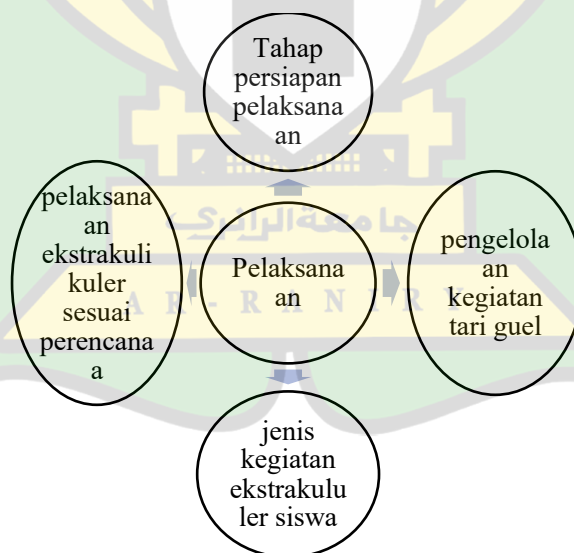 Tahap
persiapan
pelaksana
an
pelaksana
an
ekstrakuli
kuler
sesuai
perencana
a
Pelaksana
an
pengelola
an
kegiatan
tari guel
جامعةالرانري
A R - R A N I R Y
jenis
kegiatan
ekstrakulu
ler siswa